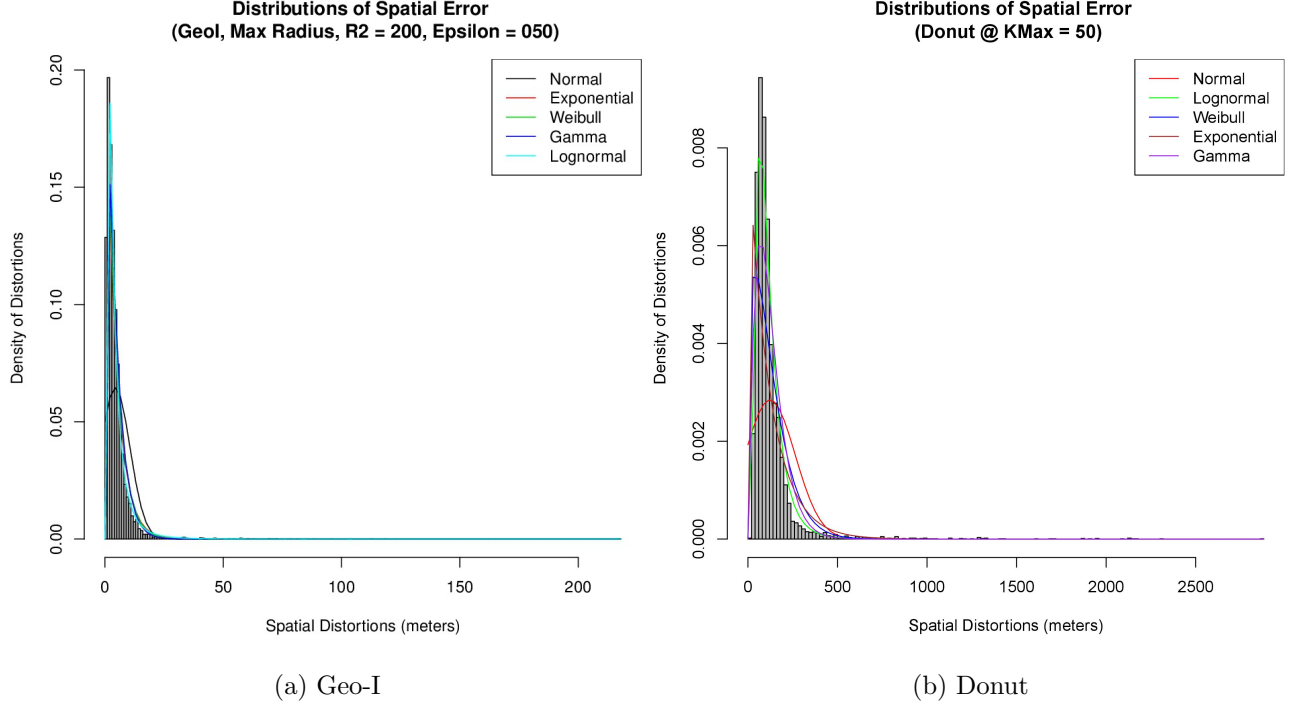 Distributions of Spatial Error
(GeoI, Max Radius, R2 = 200, Epsilon = 050)
Normal
Exponential
Weibull
Gamma
Lognormal
0.20
0.15
0.10
0.05
0.00
Density of Distortions
0 50 100 150 200
Spatial Distortions (meters)
(a) Geo-I
Distributions of Spatial Error
(Donut @ KMax = 50)
Normal
Lognormal
Weibull
Exponential
Gamma
0.008
0.006
0.004
0.002
0.000
Density of Distortions
0 500 1000 1500 2000 2500
Spatial Distortions (meters)
(b) Donut